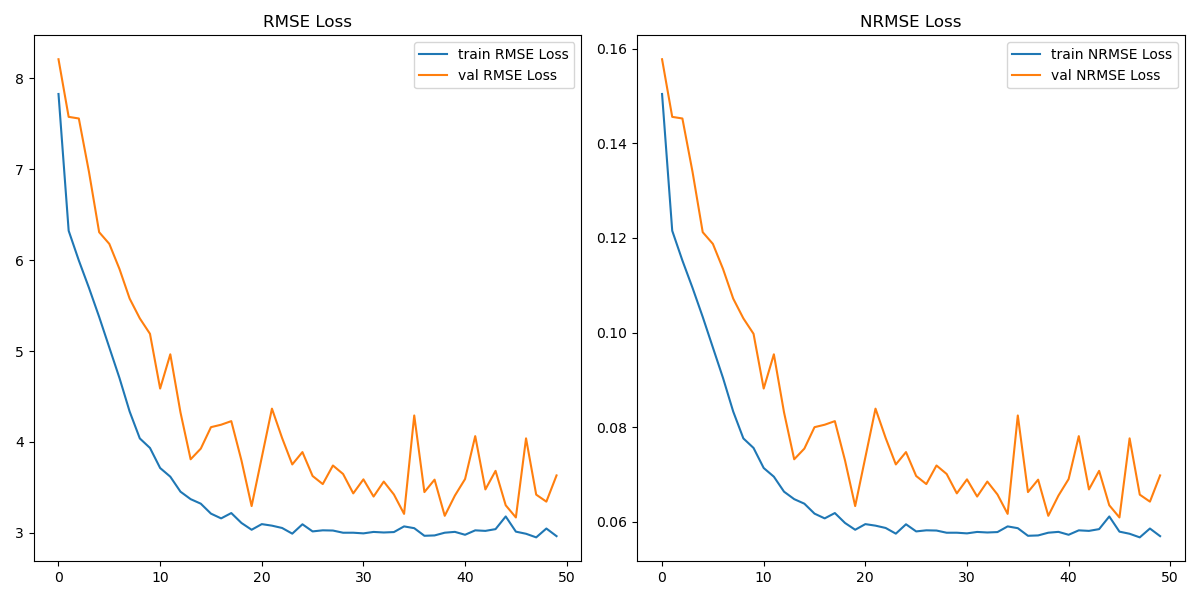 RMSE Loss
train RMSE Loss
val RMSE Loss
8
7
6
5
4
3
0 10 20 30 40 50
NRMSE Loss
train NRMSE Loss
val NRMSE Loss
0.16
0.14
0.12
0.10
0.08
0.06
0 10 20 30 40 50